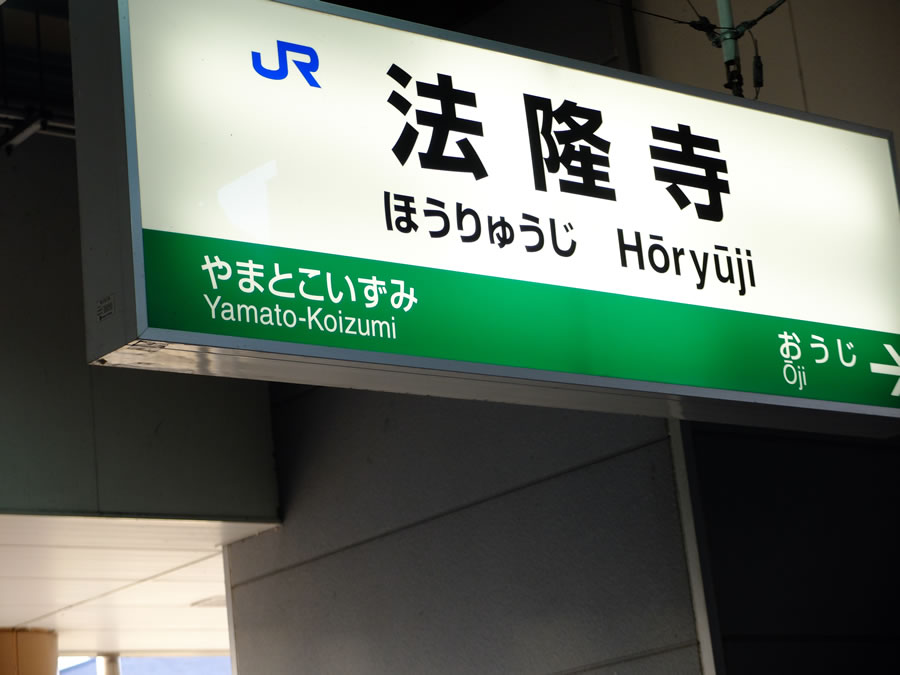 JR
法隆寺
ほうりゅうじ Hōryūji
やまとこいずみ
Yamato-Koizumi
おうじ
Ōji